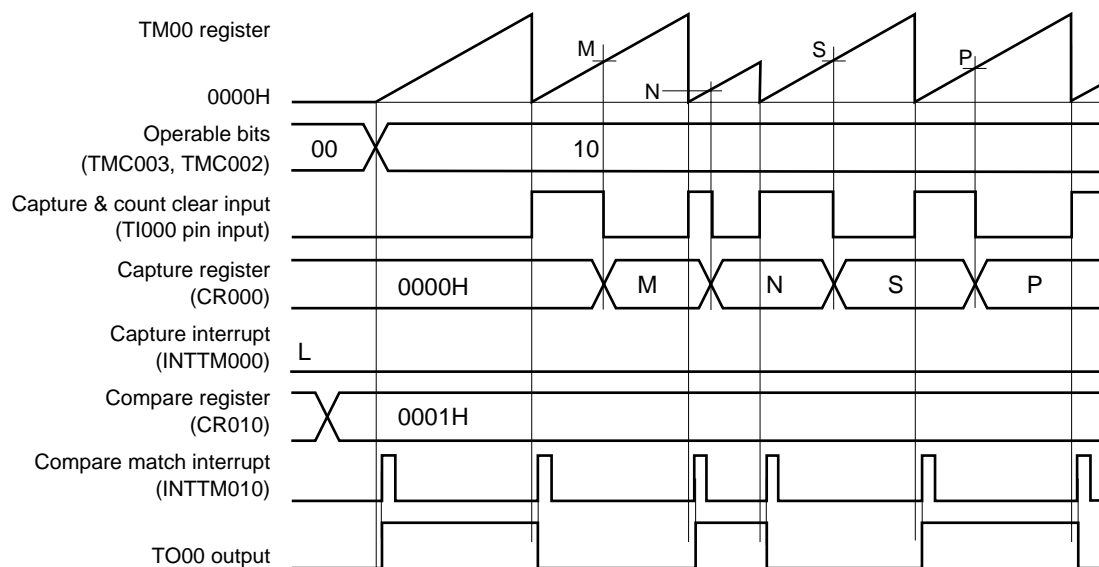 TM00 register
M
S
P
N
0000H
Operable bits
(TMC003, TMC002)
00
10
Capture & count clear input
(TI000 pin input)
Capture register
(CR000)
0000H
M
N
S
P
Capture interrupt
(INTTM000)
L
Compare register
(CR010)
0001H
Compare match interrupt
(INTTM010)
TO00 output